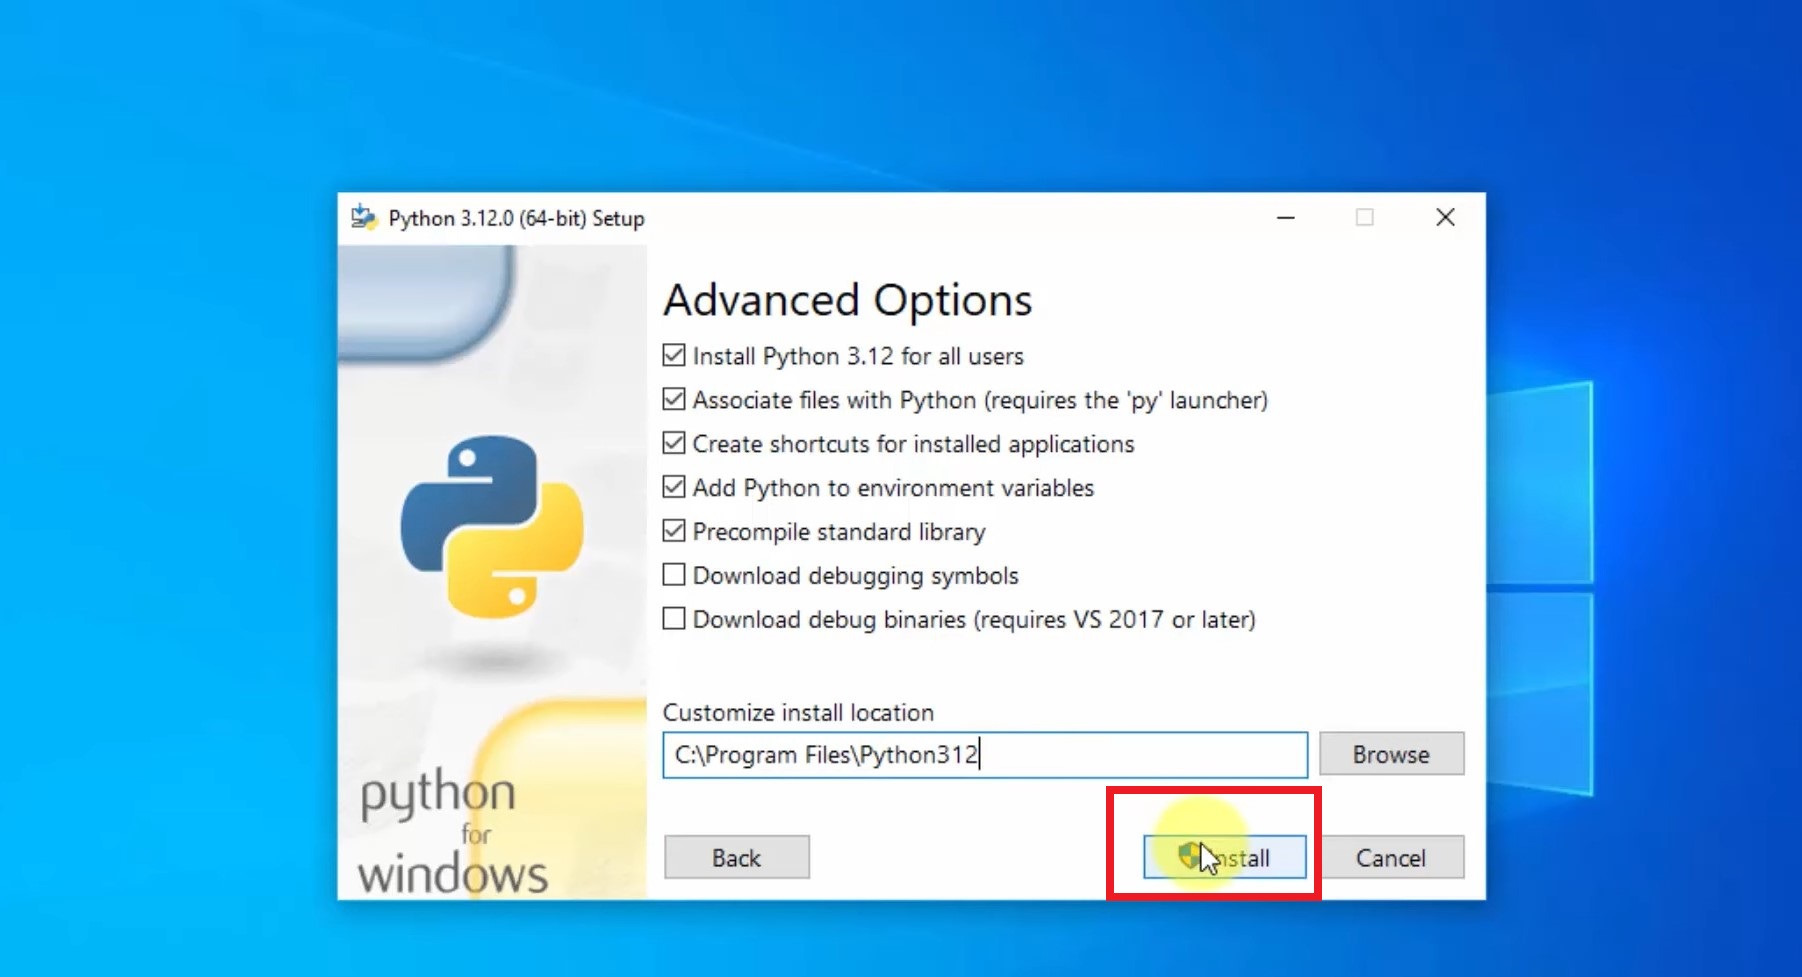 Python 3.12.0 (64-bit) Setup
Advanced Options
Install Python 3.12 for all users
Associate files with Python (requires the 'py' launcher)
Create shortcuts for installed applications
Add Python to environment variables
Precompile standard library
Download debugging symbols
Download debug binaries (requires VS 2017 or later)
Customize install location
C:\Program Files\Python312
Browse
python
for
windows
Back
Install
Cancel